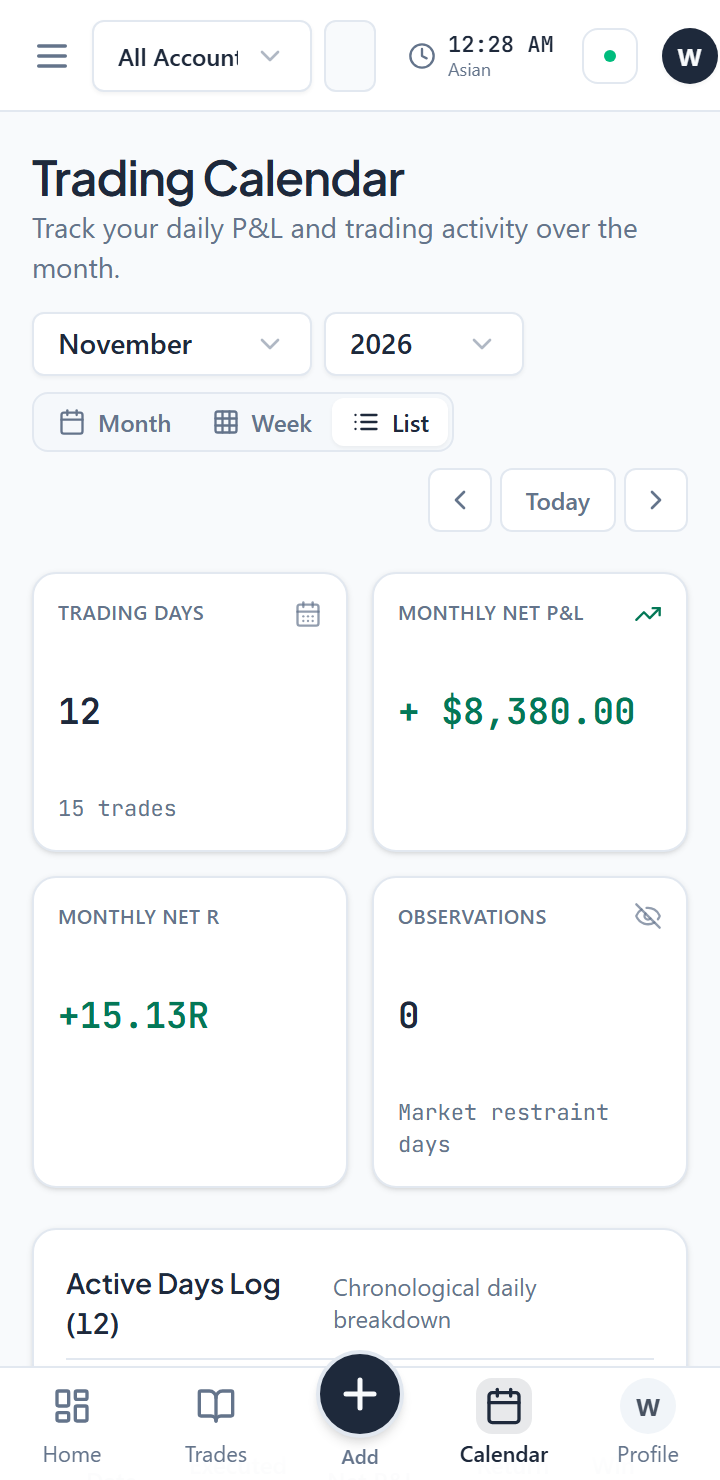 All Account
12:28 AM
Asian
W
Trading Calendar
Track your daily P&L and trading activity over the
month.
November
2026
Month
Week
List
Today
TRADING DAYS
12
15 trades
MONTHLY NET P&L
+ $8,380.00
MONTHLY NET R
+15.13R
OBSERVATIONS
0
Market restraint
days
Active Days Log
(12)
Chronological daily
breakdown
Home
Trades
Add
Calendar
W
Profile